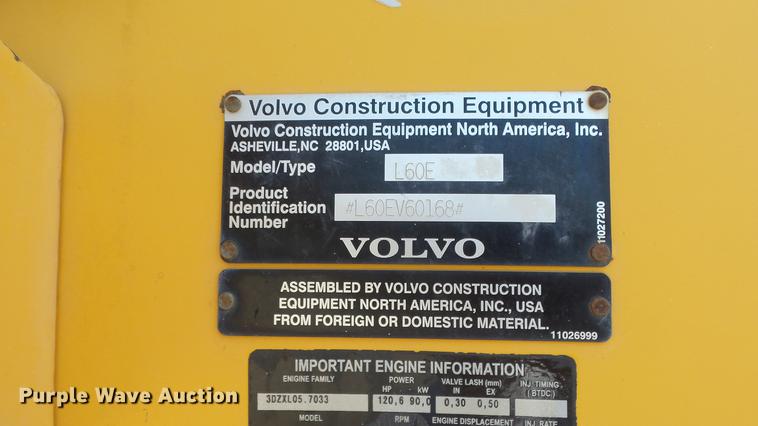 Volvo Construction Equipment
Volvo Construction Equipment North America, Inc.
ASHEVILLE,NC 28801,USA
Model/Type L60E
Product
Identification #L60EV60168#
Number
11027200
VOLVO
ASSEMBLED BY VOLVO CONSTRUCTION
EQUIPMENT NORTH AMERICA, INC., USA
FROM FOREIGN OR DOMESTIC MATERIAL.
11026999
IMPORTANT ENGINE INFORMATION
ENIGINE FAMILY POWER VALVE LASH (mm) INJ. TIMING
HP kW IN EX (BTDC)
3DZXL05.7033 120,6 90,0 0,30 0,50
MODEL RPM ENGINE DISPLACEMENT INJ. RATE
Purple Wave Auction